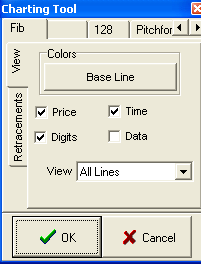 Charting Tool
Fib 128 Pitchfor
View
Retracements
Colors
Base Line
Price Time
Digits Data
View All Lines
OK Cancel